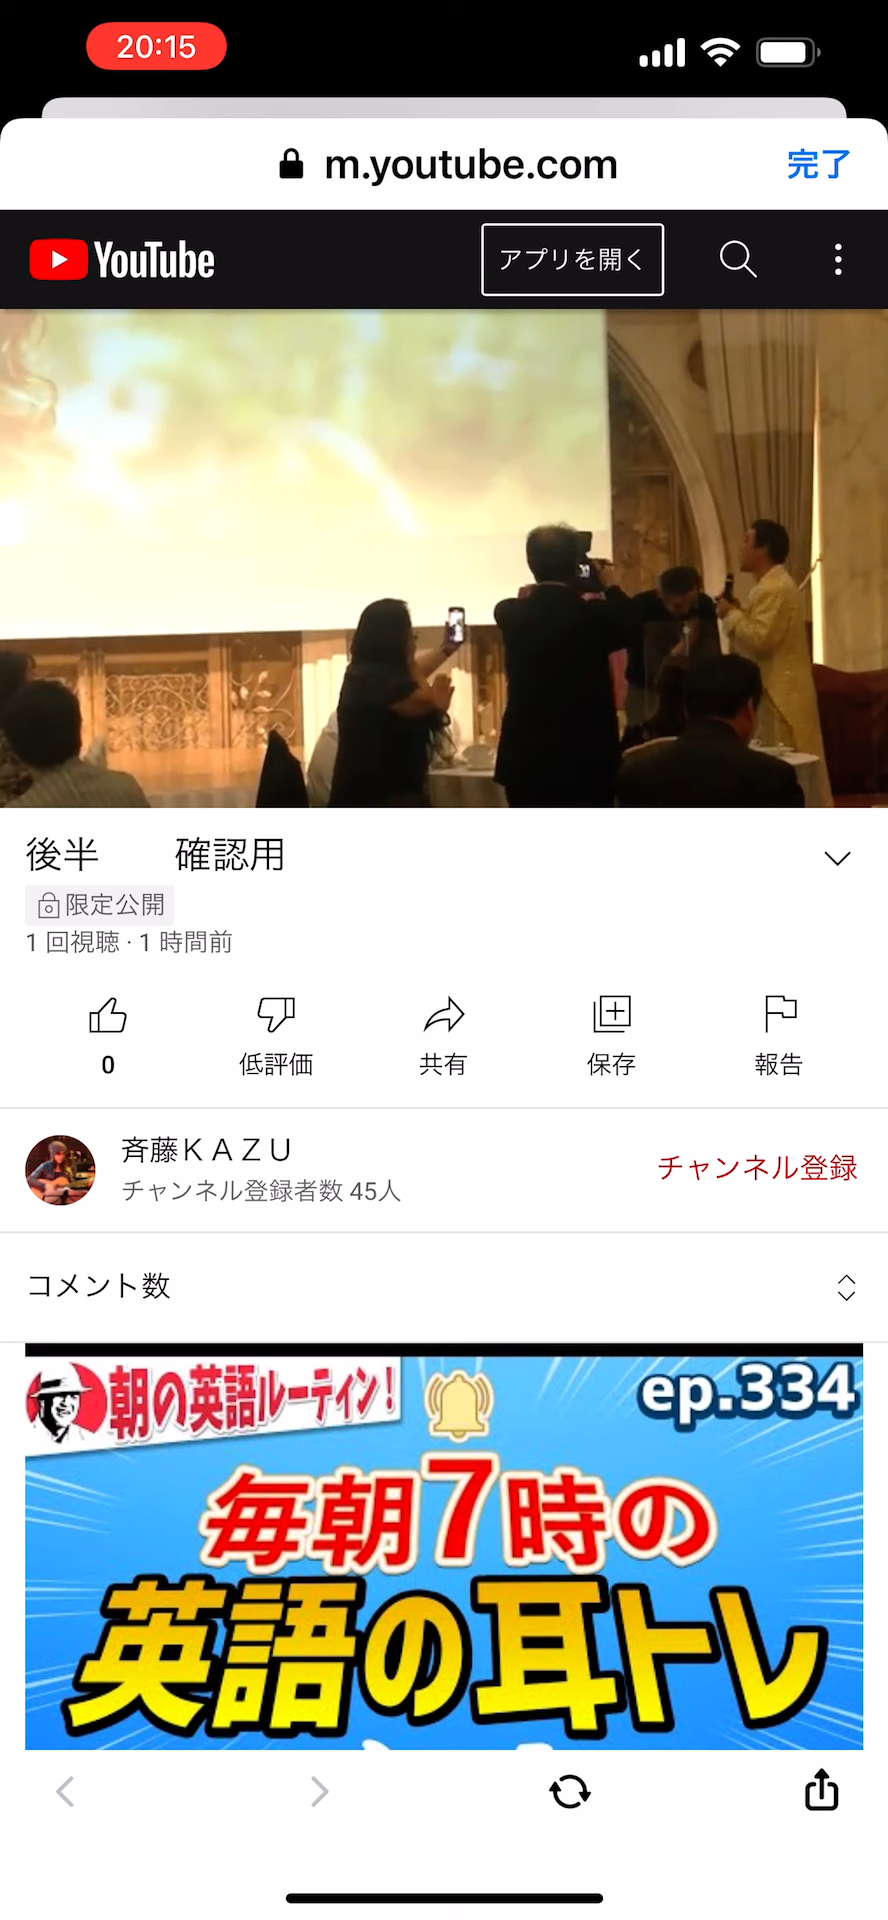 20:15
m.youtube.com
完了
YouTube
アプリを開く
後半　　確認用
限定公開
1 回視聴 · 1 時間前
0
低評価
共有
保存
報告
斉藤ＫＡＺＵ
チャンネル登録者数 45人
チャンネル登録
コメント数
朝の英語ルーティン！
ep.334
毎朝7時の
英語の耳トレ